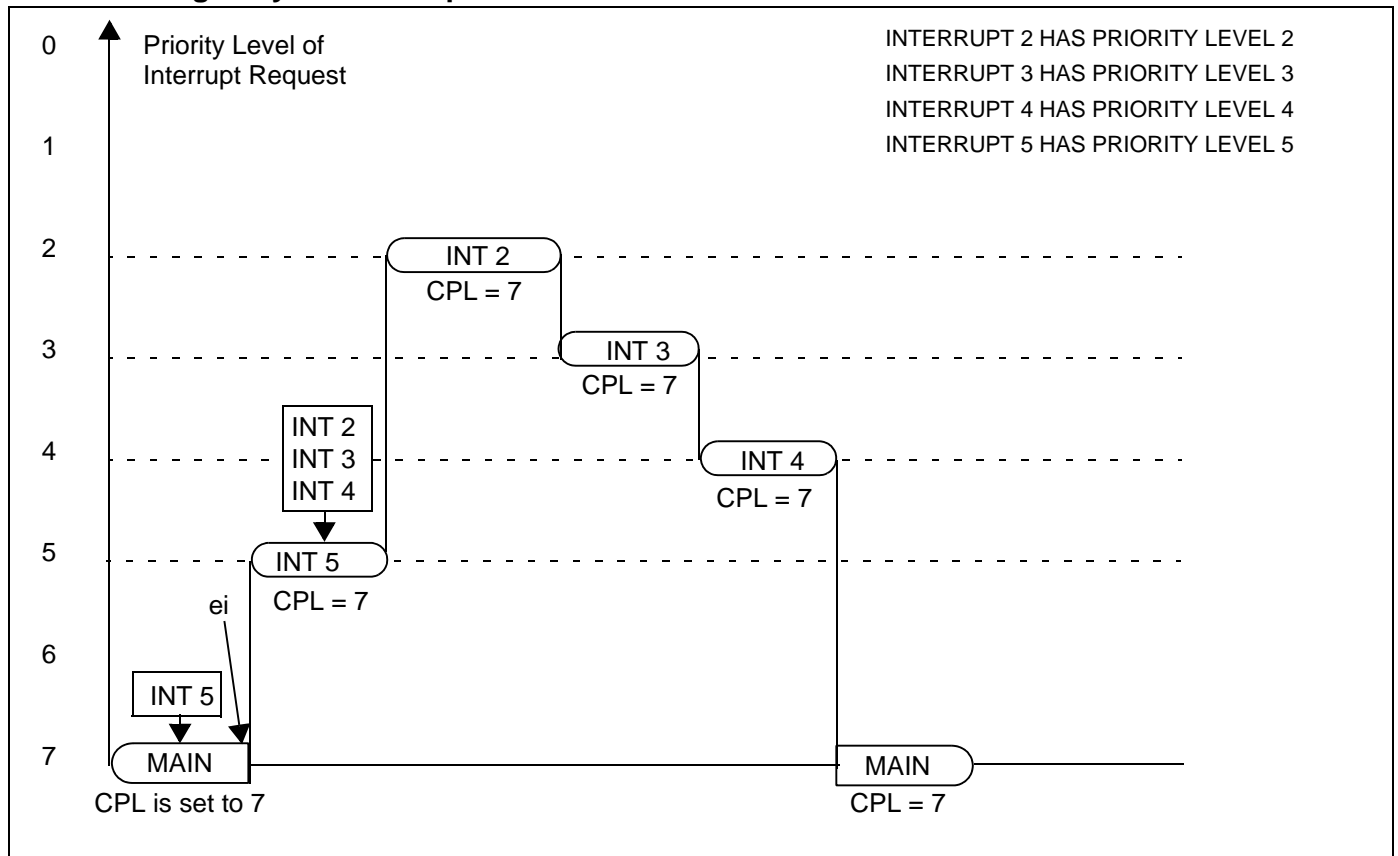 0
Priority Level of
Interrupt Request
INTERRUPT 2 HAS PRIORITY LEVEL 2
INTERRUPT 3 HAS PRIORITY LEVEL 3
INTERRUPT 4 HAS PRIORITY LEVEL 4
INTERRUPT 5 HAS PRIORITY LEVEL 5
1
2
INT 2
CPL = 7
3
INT 3
CPL = 7
INT 2
INT 3
INT 4
4
INT 4
CPL = 7
5
INT 5
CPL = 7
ei
6
INT 5
7
MAIN
CPL is set to 7
MAIN
CPL = 7